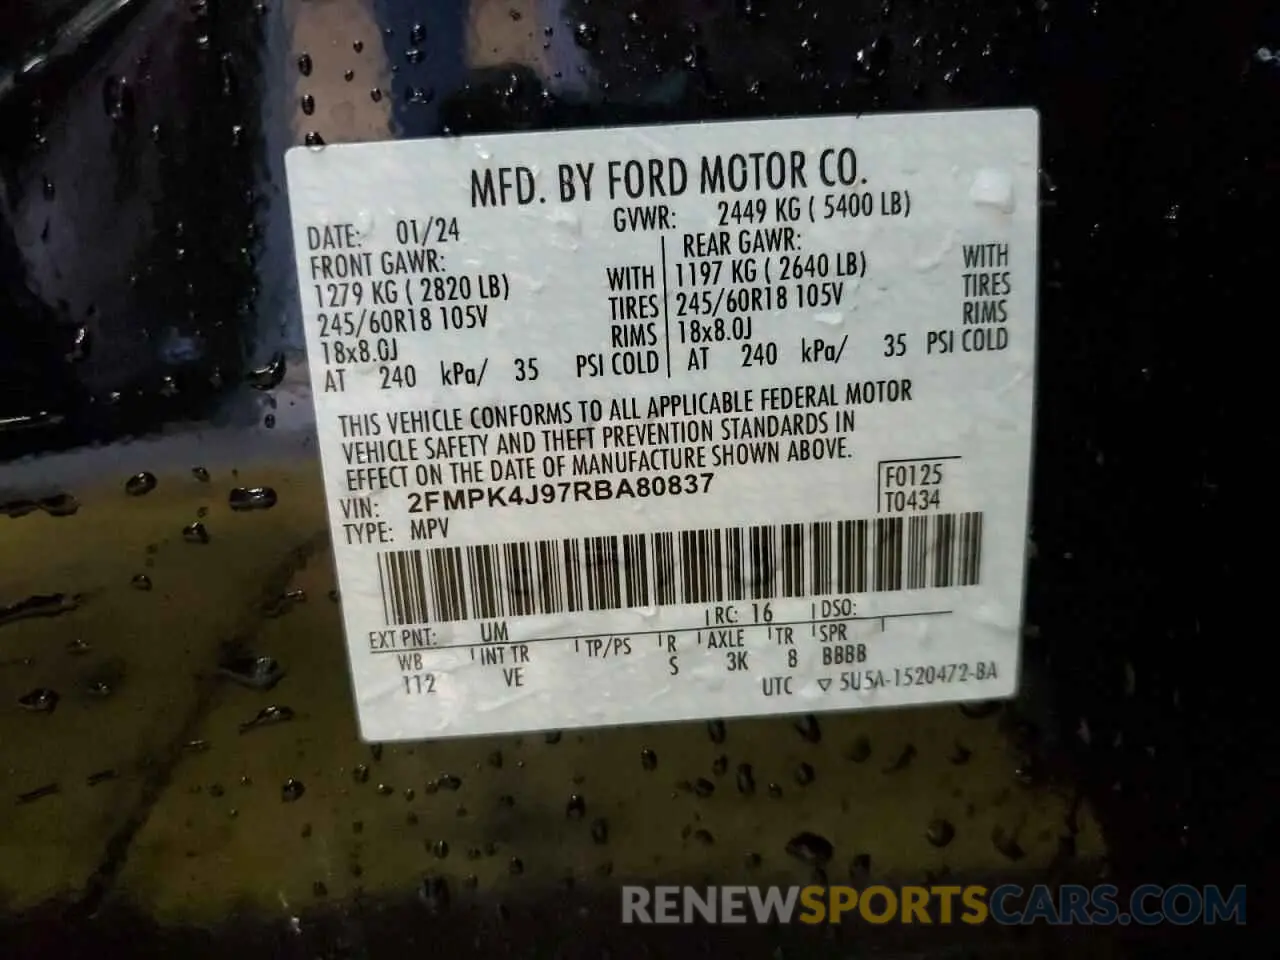 MFD. BY FORD MOTOR CO.
DATE: 01/24 GVWR: 2449 KG ( 5400 LB)
FRONT GAWR: REAR GAWR:
1279 KG ( 2820 LB) WITH 1197 KG ( 2640 LB) WITH
245/60R18 105V TIRES 245/60R18 105V TIRES
18x8.0J RIMS 18x8.0J RIMS
AT 240 kPa/ 35 PSI COLD AT 240 kPa/ 35 PSI COLD
THIS VEHICLE CONFORMS TO ALL APPLICABLE FEDERAL MOTOR
VEHICLE SAFETY AND THEFT PREVENTION STANDARDS IN
EFFECT ON THE DATE OF MANUFACTURE SHOWN ABOVE.
VIN: 2FMPK4J97RBA80837 F0125
TYPE: MPV T0434
EXT PNT: UM RC: 16 DSO:
WB INT TR TP/PS R AXLE TR SPR
112 VE S 3K 8 BBBB
UTC ▽ 5U5A-1520472-BA
RENEWSPORTSCARS.COM